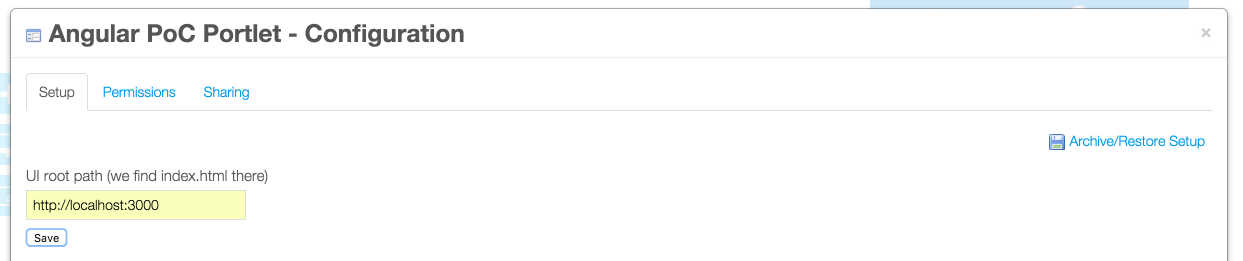 Angular PoC Portlet - Configuration
×
Setup Permissions Sharing
Archive/Restore Setup
UI root path (we find index.html there)
http://localhost:3000
Save